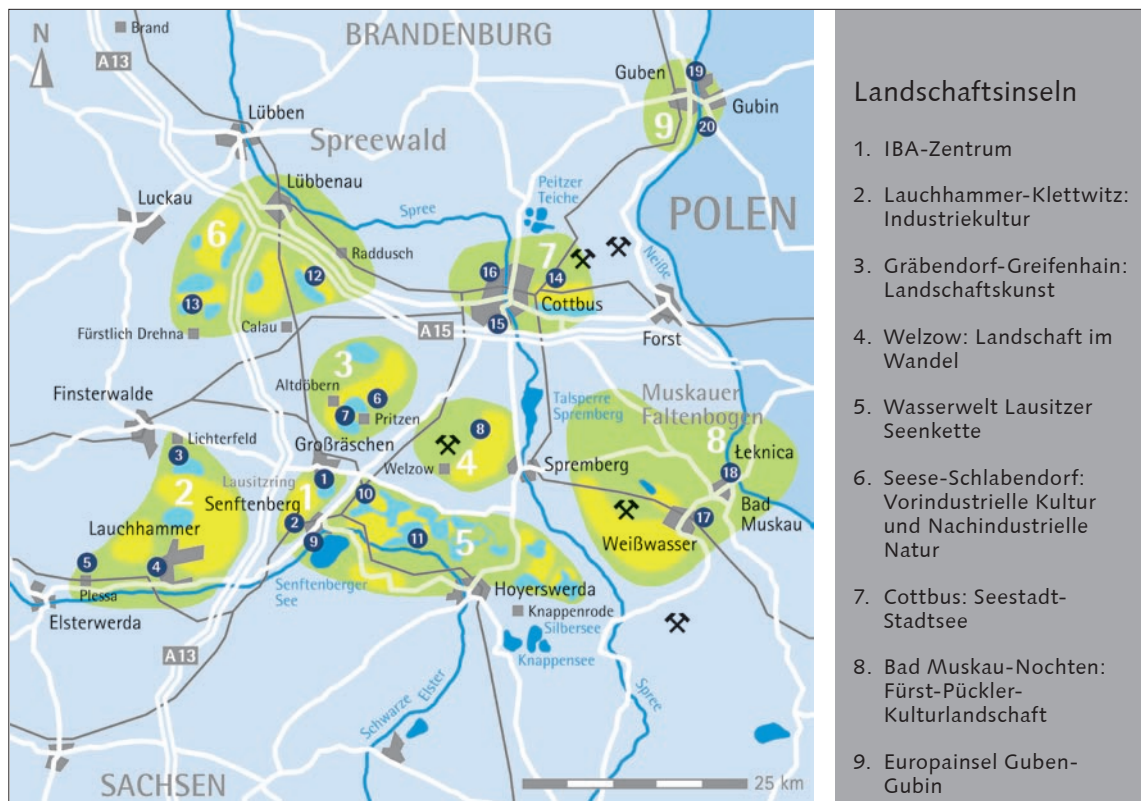 N
Brand
BRANDENBURG
A13
Guben
19
Gubin
9
20
Lübben
Spreewald
Lübbenau
Luckau
Spree
Peitzer
Teiche
POLEN
6
Raddusch
7
Neiße
12
16
14
13
Cottbus
Fürstlich Drehna
Calau
A15
15
Forst
3
Finsterwalde
Altdöbern
6
7
Pritzen
Talsperre
Spremberg
Muskauer
Faltenbogen
8
Lichterfeld
3
Großräschen
8
4
Welzow
Spremberg
Łeknica
18
2
Lausitzring
1
1
Senftenberg
10
Bad
Muskau
17
Lauchhammer
2
9
11
5
Weißwasser
5
4
Plessa
Senftenberger
See
Hoyerswerda
Elsterwerda
Knappenrode
Silbersee
Knappensee
A13
Schwarze Elster
Spree
SACHSEN
25 km
Landschaftsinseln
1. IBA-Zentrum
2. Lauchhammer-Klettwitz:
Industriekultur
3. Gräbendorf-Greifenhain:
Landschaftskunst
4. Welzow: Landschaft im
Wandel
5. Wasserwelt Lausitzer
Seenkette
6. Seese-Schlabendorf:
Vorindustrielle Kultur
und Nachindustrielle
Natur
7. Cottbus: Seestadt-
Stadtsee
8. Bad Muskau-Nochten:
Fürst-Pückler-
Kulturlandschaft
9. Europainsel Guben-
Gubin